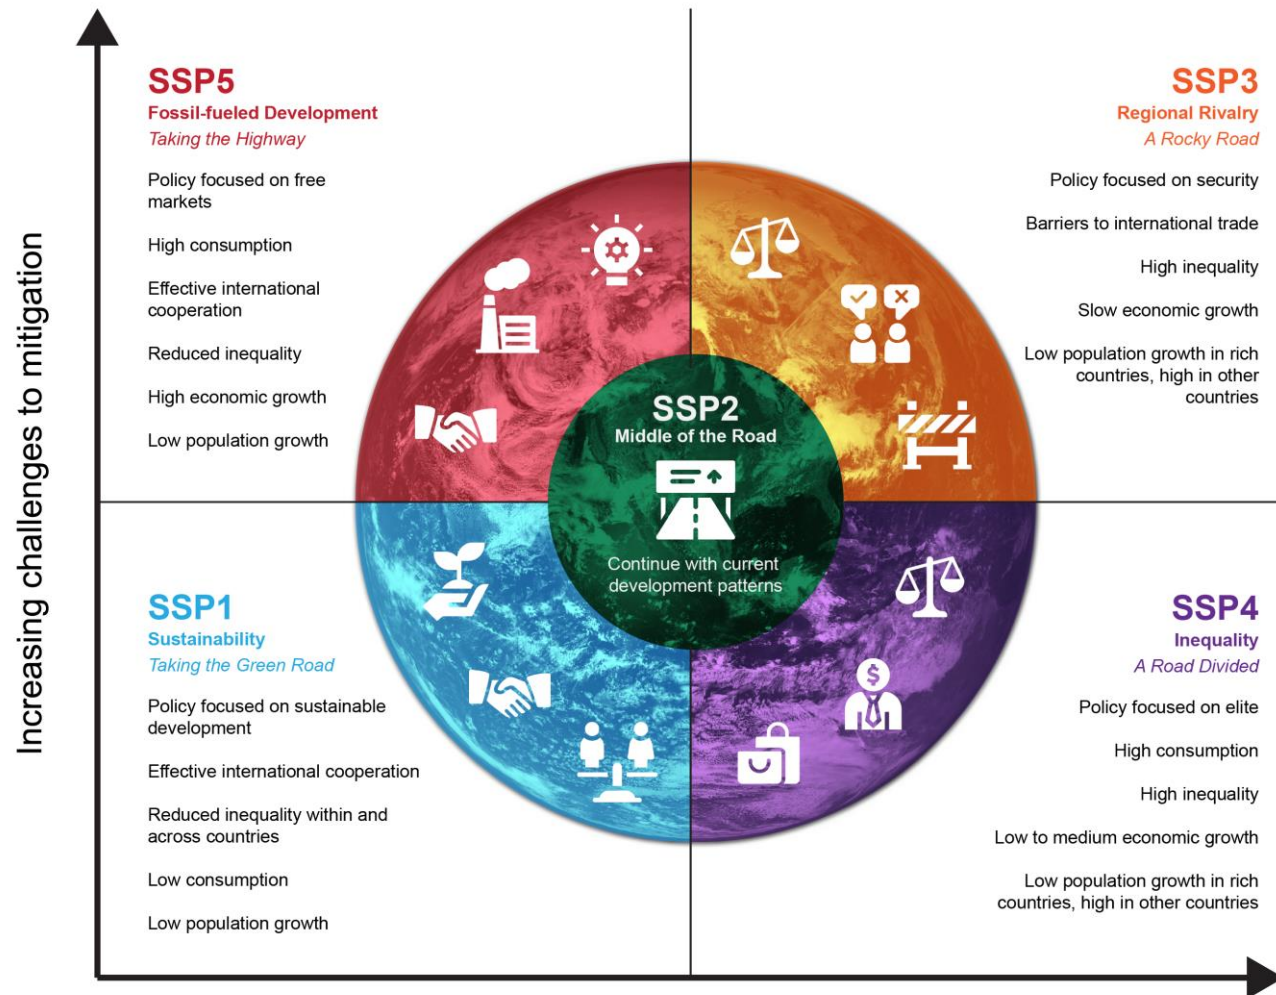 Increasing challenges to mitigation
SSP5
Fossil-fueled Development
Taking the Highway
Policy focused on free
markets
High consumption
Effective international
cooperation
Reduced inequality
High economic growth
Low population growth
SSP3
Regional Rivalry
A Rocky Road
Policy focused on security
Barriers to international trade
High inequality
Slow economic growth
Low population growth in rich
countries, high in other
countries
SSP2
Middle of the Road
Continue with current
development patterns
SSP1
Sustainability
Taking the Green Road
Policy focused on sustainable
development
Effective international cooperation
Reduced inequality within and
across countries
Low consumption
Low population growth
SSP4
Inequality
A Road Divided
Policy focused on elite
High consumption
High inequality
Low to medium economic growth
Low population growth in rich
countries, high in other countries
$